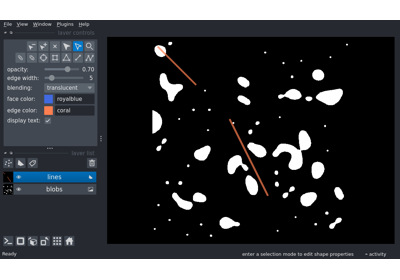 File View Window Plugins Help
layer controls
opacity: 0.70
edge width: 5
blending: translucent
face color: royalblue
edge color: coral
display text:
layer list
lines
blobs
Ready enter a selection mode to edit shape properties activity